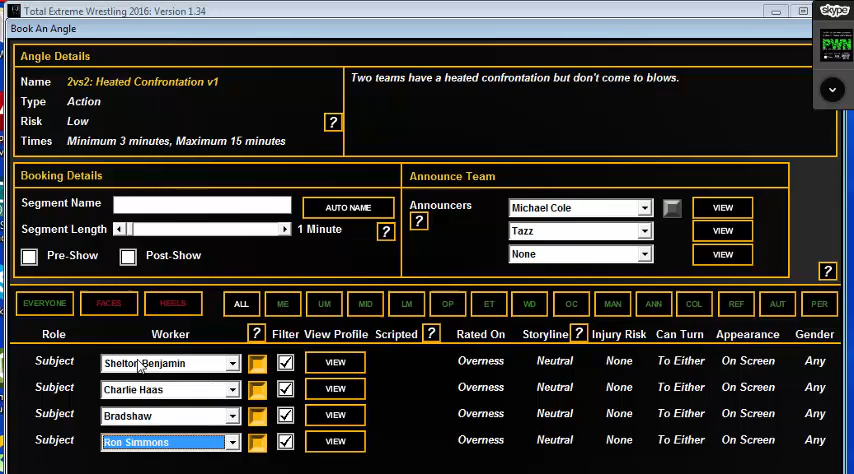 Total Extreme Wrestling 2016: Version 1.34
skype
Book An Angle
Angle Details
Name 2vs2: Heated Confrontation v1
Two teams have a heated confrontation but don't come to blows.
Type Action
Risk Low ?
Times Minimum 3 minutes, Maximum 15 minutes
Booking Details
Announce Team
Segment Name AUTO NAME
Announcers Michael Cole VIEW
Segment Length 1 Minute ?
? Tazz VIEW
Pre-Show Post-Show
None VIEW
?
EVERYONE FACES HEELS ALL ME UM MID LM OP ET WD OC MAN ANN COL REF AUT PER
Role Worker ? Filter View Profile Scripted ? Rated On Storyline ? Injury Risk Can Turn Appearance Gender
Subject Shelton Benjamin VIEW Overness Neutral None To Either On Screen Any
Subject Charlie Haas VIEW Overness Neutral None To Either On Screen Any
Subject Bradshaw VIEW Overness Neutral None To Either On Screen Any
Subject Ron Simmons VIEW Overness Neutral None To Either On Screen Any